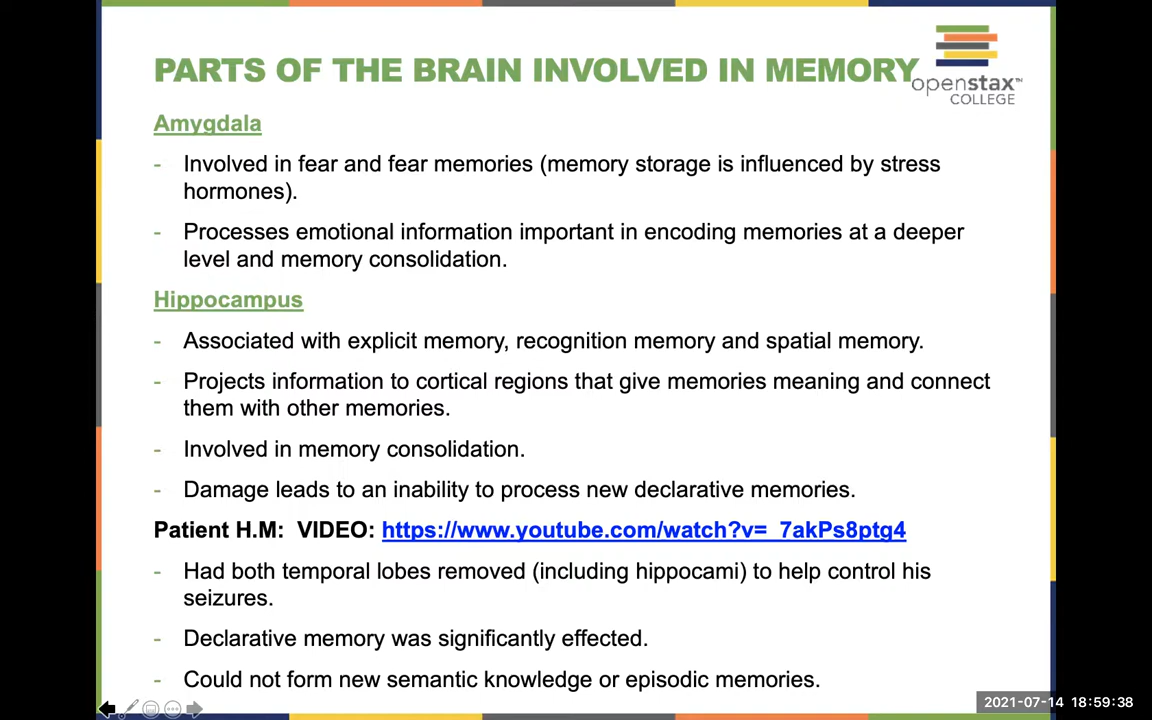 PARTS OF THE BRAIN INVOLVED IN MEMORY
openstax™
COLLEGE
Amygdala
- Involved in fear and fear memories (memory storage is influenced by stress
hormones).
- Processes emotional information important in encoding memories at a deeper
level and memory consolidation.
Hippocampus
- Associated with explicit memory, recognition memory and spatial memory.
- Projects information to cortical regions that give memories meaning and connect
them with other memories.
- Involved in memory consolidation.
- Damage leads to an inability to process new declarative memories.
Patient H.M: VIDEO: https://www.youtube.com/watch?v=_7akPs8ptg4
- Had both temporal lobes removed (including hippocami) to help control his
seizures.
- Declarative memory was significantly effected.
- Could not form new semantic knowledge or episodic memories.
2021-07-14 18:59:38